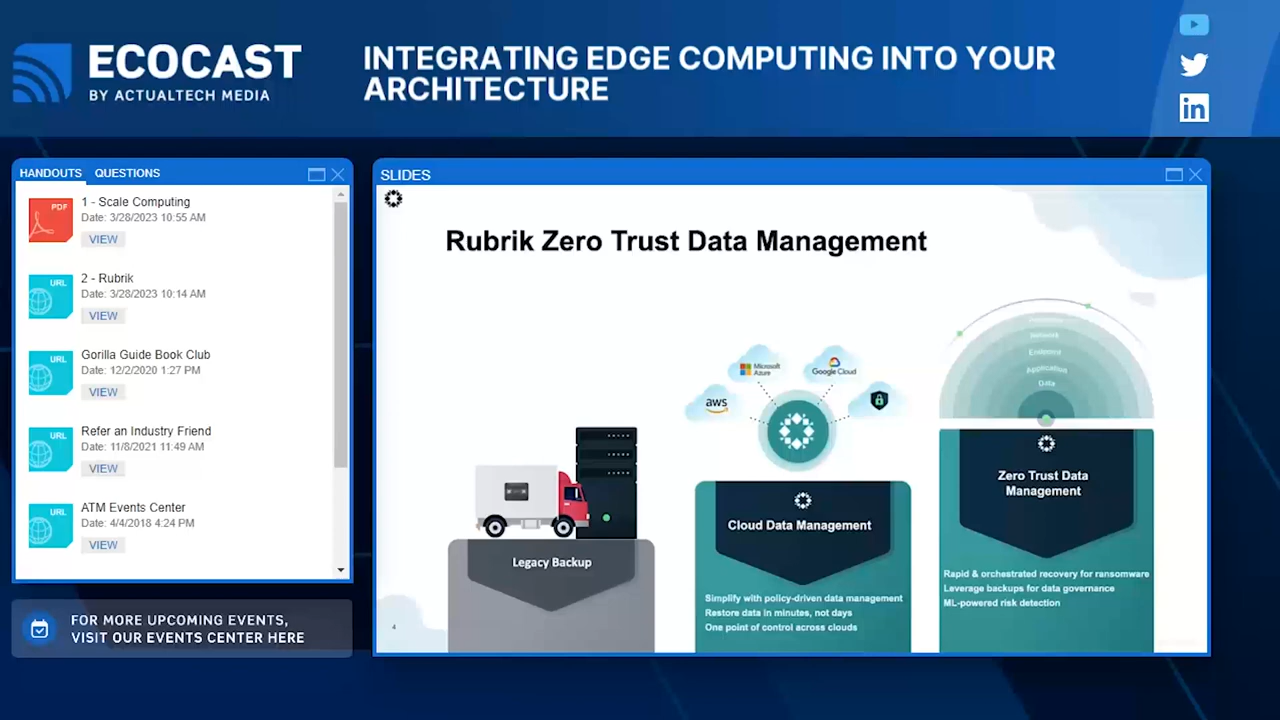 ECOCAST
BY ACTUALTECH MEDIA
INTEGRATING EDGE COMPUTING INTO YOUR
ARCHITECTURE
HANDOUTS QUESTIONS
PDF
1 - Scale Computing
Date: 3/28/2023 10:55 AM
VIEW
URL
2 - Rubrik
Date: 3/28/2023 10:14 AM
VIEW
URL
Gorilla Guide Book Club
Date: 12/2/2020 1:27 PM
VIEW
URL
Refer an Industry Friend
Date: 11/8/2021 11:49 AM
VIEW
URL
ATM Events Center
Date: 4/4/2018 4:24 PM
VIEW
FOR MORE UPCOMING EVENTS,
VISIT OUR EVENTS CENTER HERE
SLIDES
Rubrik Zero Trust Data Management
Legacy Backup
aws
Microsoft
Azure
Google Cloud
Cloud Data Management
Simplify with policy-driven data management
Restore data in minutes, not days
One point of control across clouds
Network
Endpoint
Application
Data
Zero Trust Data
Management
Rapid & orchestrated recovery for ransomware
Leverage backups for data governance
ML-powered risk detection
4
in